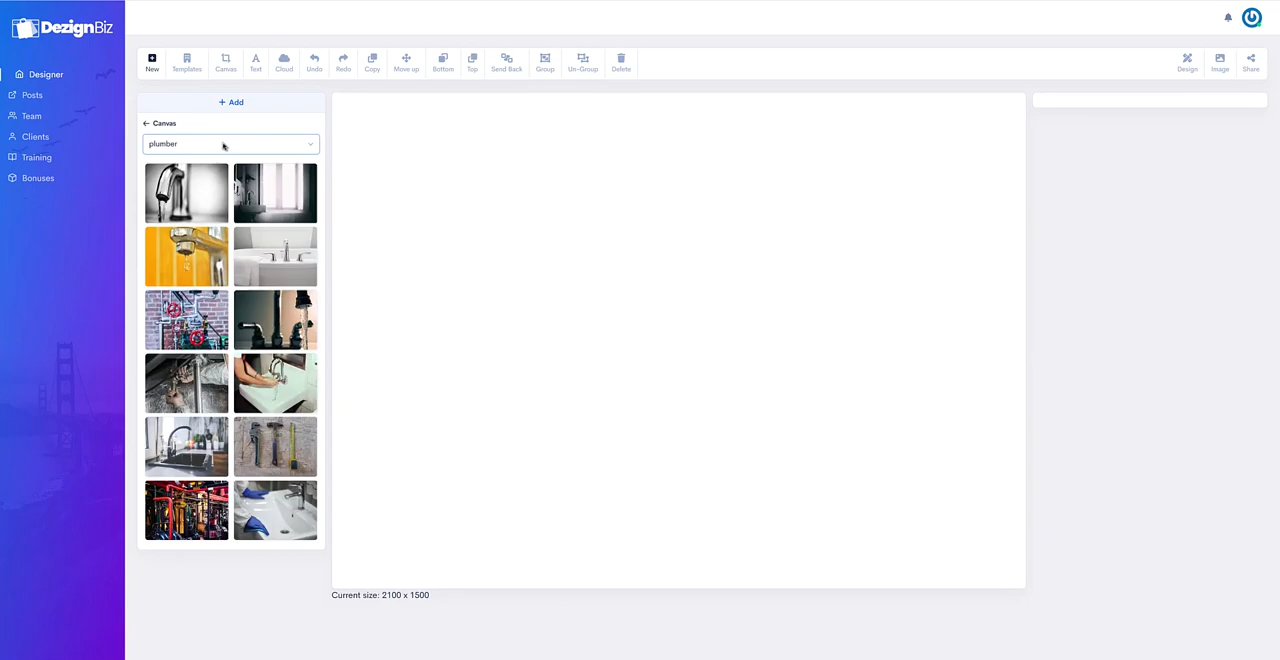 DezignBiz
New
Templates
Canvas
Text
Cloud
Undo
Redo
Copy
Move up
Bottom
Top
Send Back
Group
Un-Group
Delete
Design
Image
Share
Designer
Posts
Team
Clients
Training
Bonuses
+ Add
← Canvas
plumber
Current size: 2100 x 1500